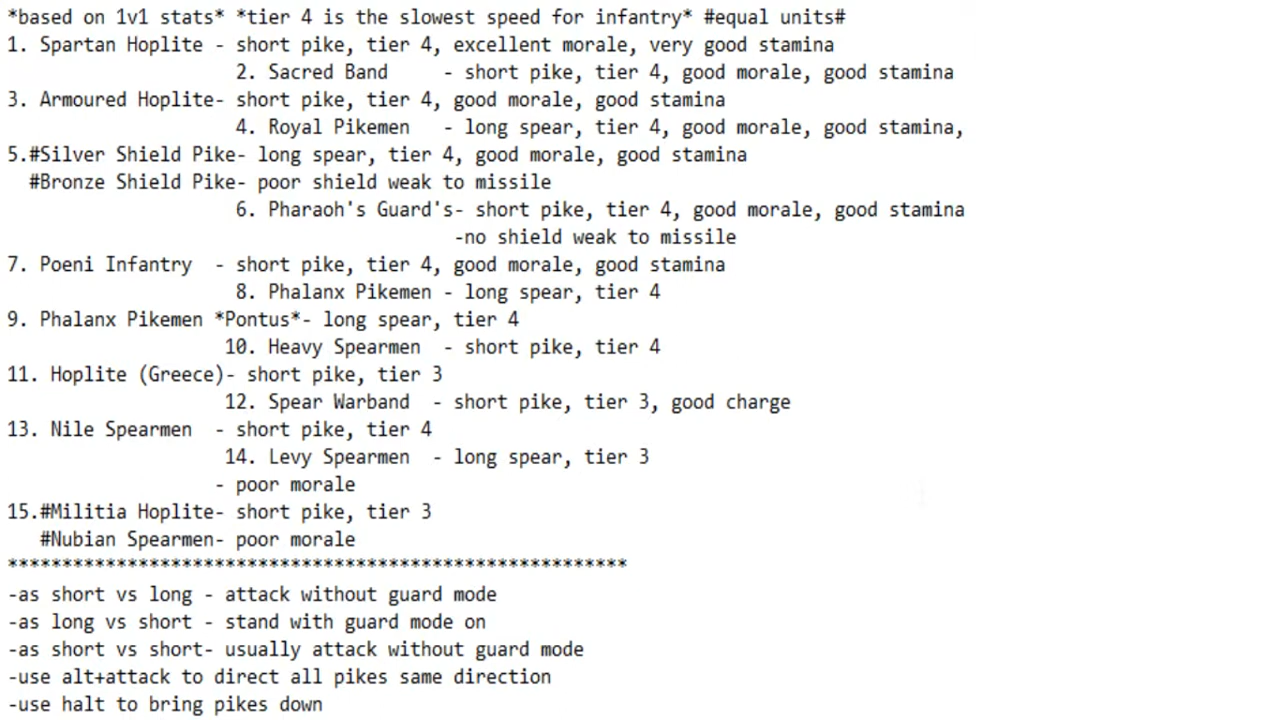 *based on 1v1 stats* *tier 4 is the slowest speed for infantry* #equal units#
1. Spartan Hoplite - short pike, tier 4, excellent morale, very good stamina
2. Sacred Band - short pike, tier 4, good morale, good stamina
3. Armoured Hoplite- short pike, tier 4, good morale, good stamina
4. Royal Pikemen - long spear, tier 4, good morale, good stamina,
5.#Silver Shield Pike- long spear, tier 4, good morale, good stamina
#Bronze Shield Pike- poor shield weak to missile
6. Pharaoh's Guard's- short pike, tier 4, good morale, good stamina
-no shield weak to missile
7. Poeni Infantry - short pike, tier 4, good morale, good stamina
8. Phalanx Pikemen - long spear, tier 4
9. Phalanx Pikemen *Pontus*- long spear, tier 4
10. Heavy Spearmen - short pike, tier 4
11. Hoplite (Greece)- short pike, tier 3
12. Spear Warband - short pike, tier 3, good charge
13. Nile Spearmen - short pike, tier 4
14. Levy Spearmen - long spear, tier 3
- poor morale
15.#Militia Hoplite- short pike, tier 3
#Nubian Spearmen- poor morale
*********************************************************
-as short vs long - attack without guard mode
-as long vs short - stand with guard mode on
-as short vs short- usually attack without guard mode
-use alt+attack to direct all pikes same direction
-use halt to bring pikes down